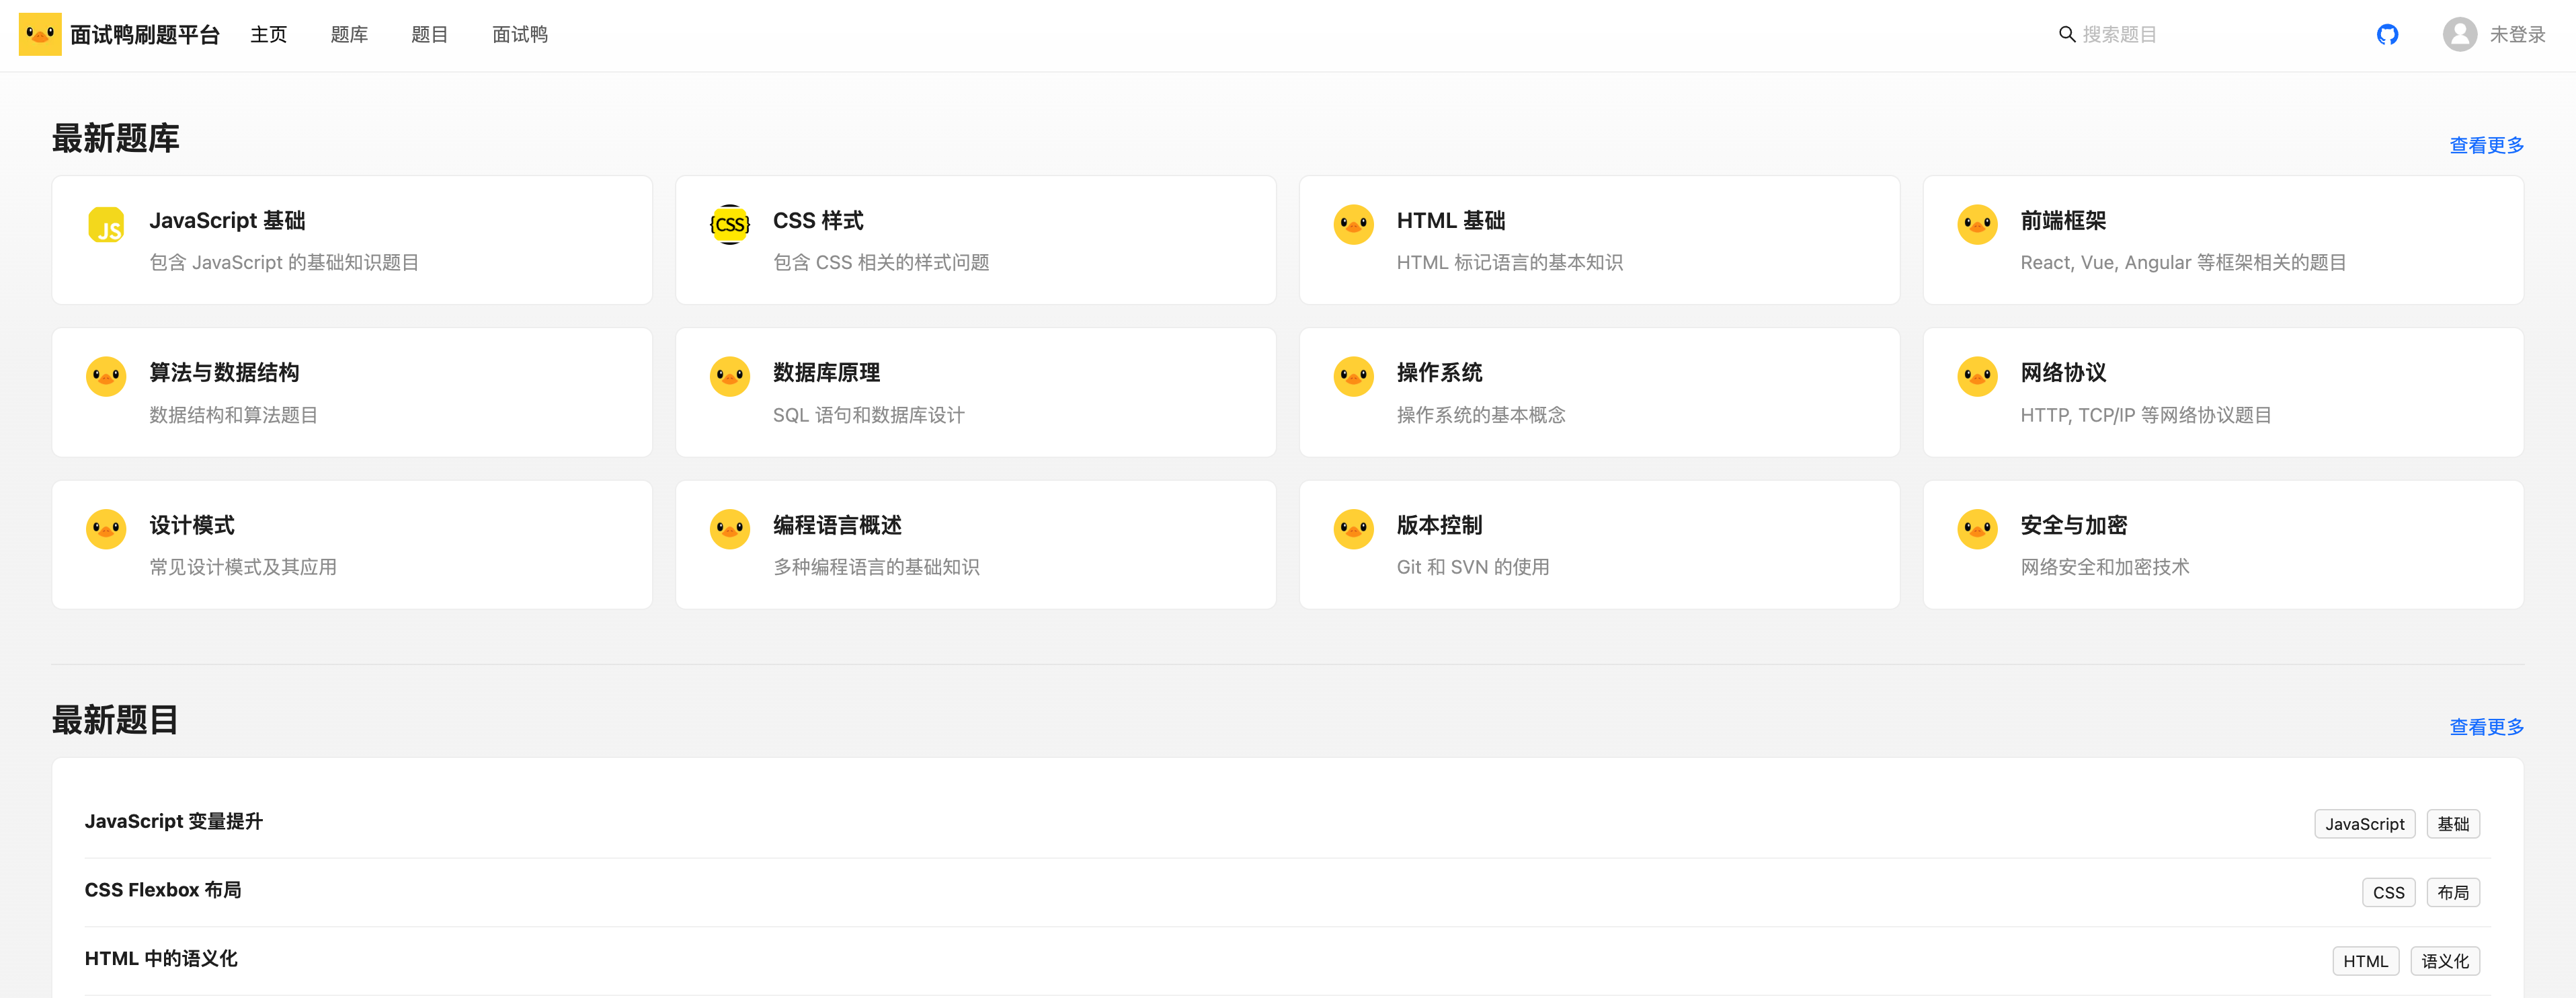 面试鸭刷题平台 主页 题库 题目 面试鸭 搜索题目 未登录
最新题库 查看更多
JS JavaScript 基础
包含 JavaScript 的基础知识题目
{CSS} CSS 样式
包含 CSS 相关的样式问题
HTML 基础
HTML 标记语言的基本知识
前端框架
React, Vue, Angular 等框架相关的题目
算法与数据结构
数据结构和算法题目
数据库原理
SQL 语句和数据库设计
操作系统
操作系统的基本概念
网络协议
HTTP, TCP/IP 等网络协议题目
设计模式
常见设计模式及其应用
编程语言概述
多种编程语言的基础知识
版本控制
Git 和 SVN 的使用
安全与加密
网络安全和加密技术
最新题目 查看更多
JavaScript 变量提升 JavaScript 基础
CSS Flexbox 布局 CSS 布局
HTML 中的语义化 HTML 语义化